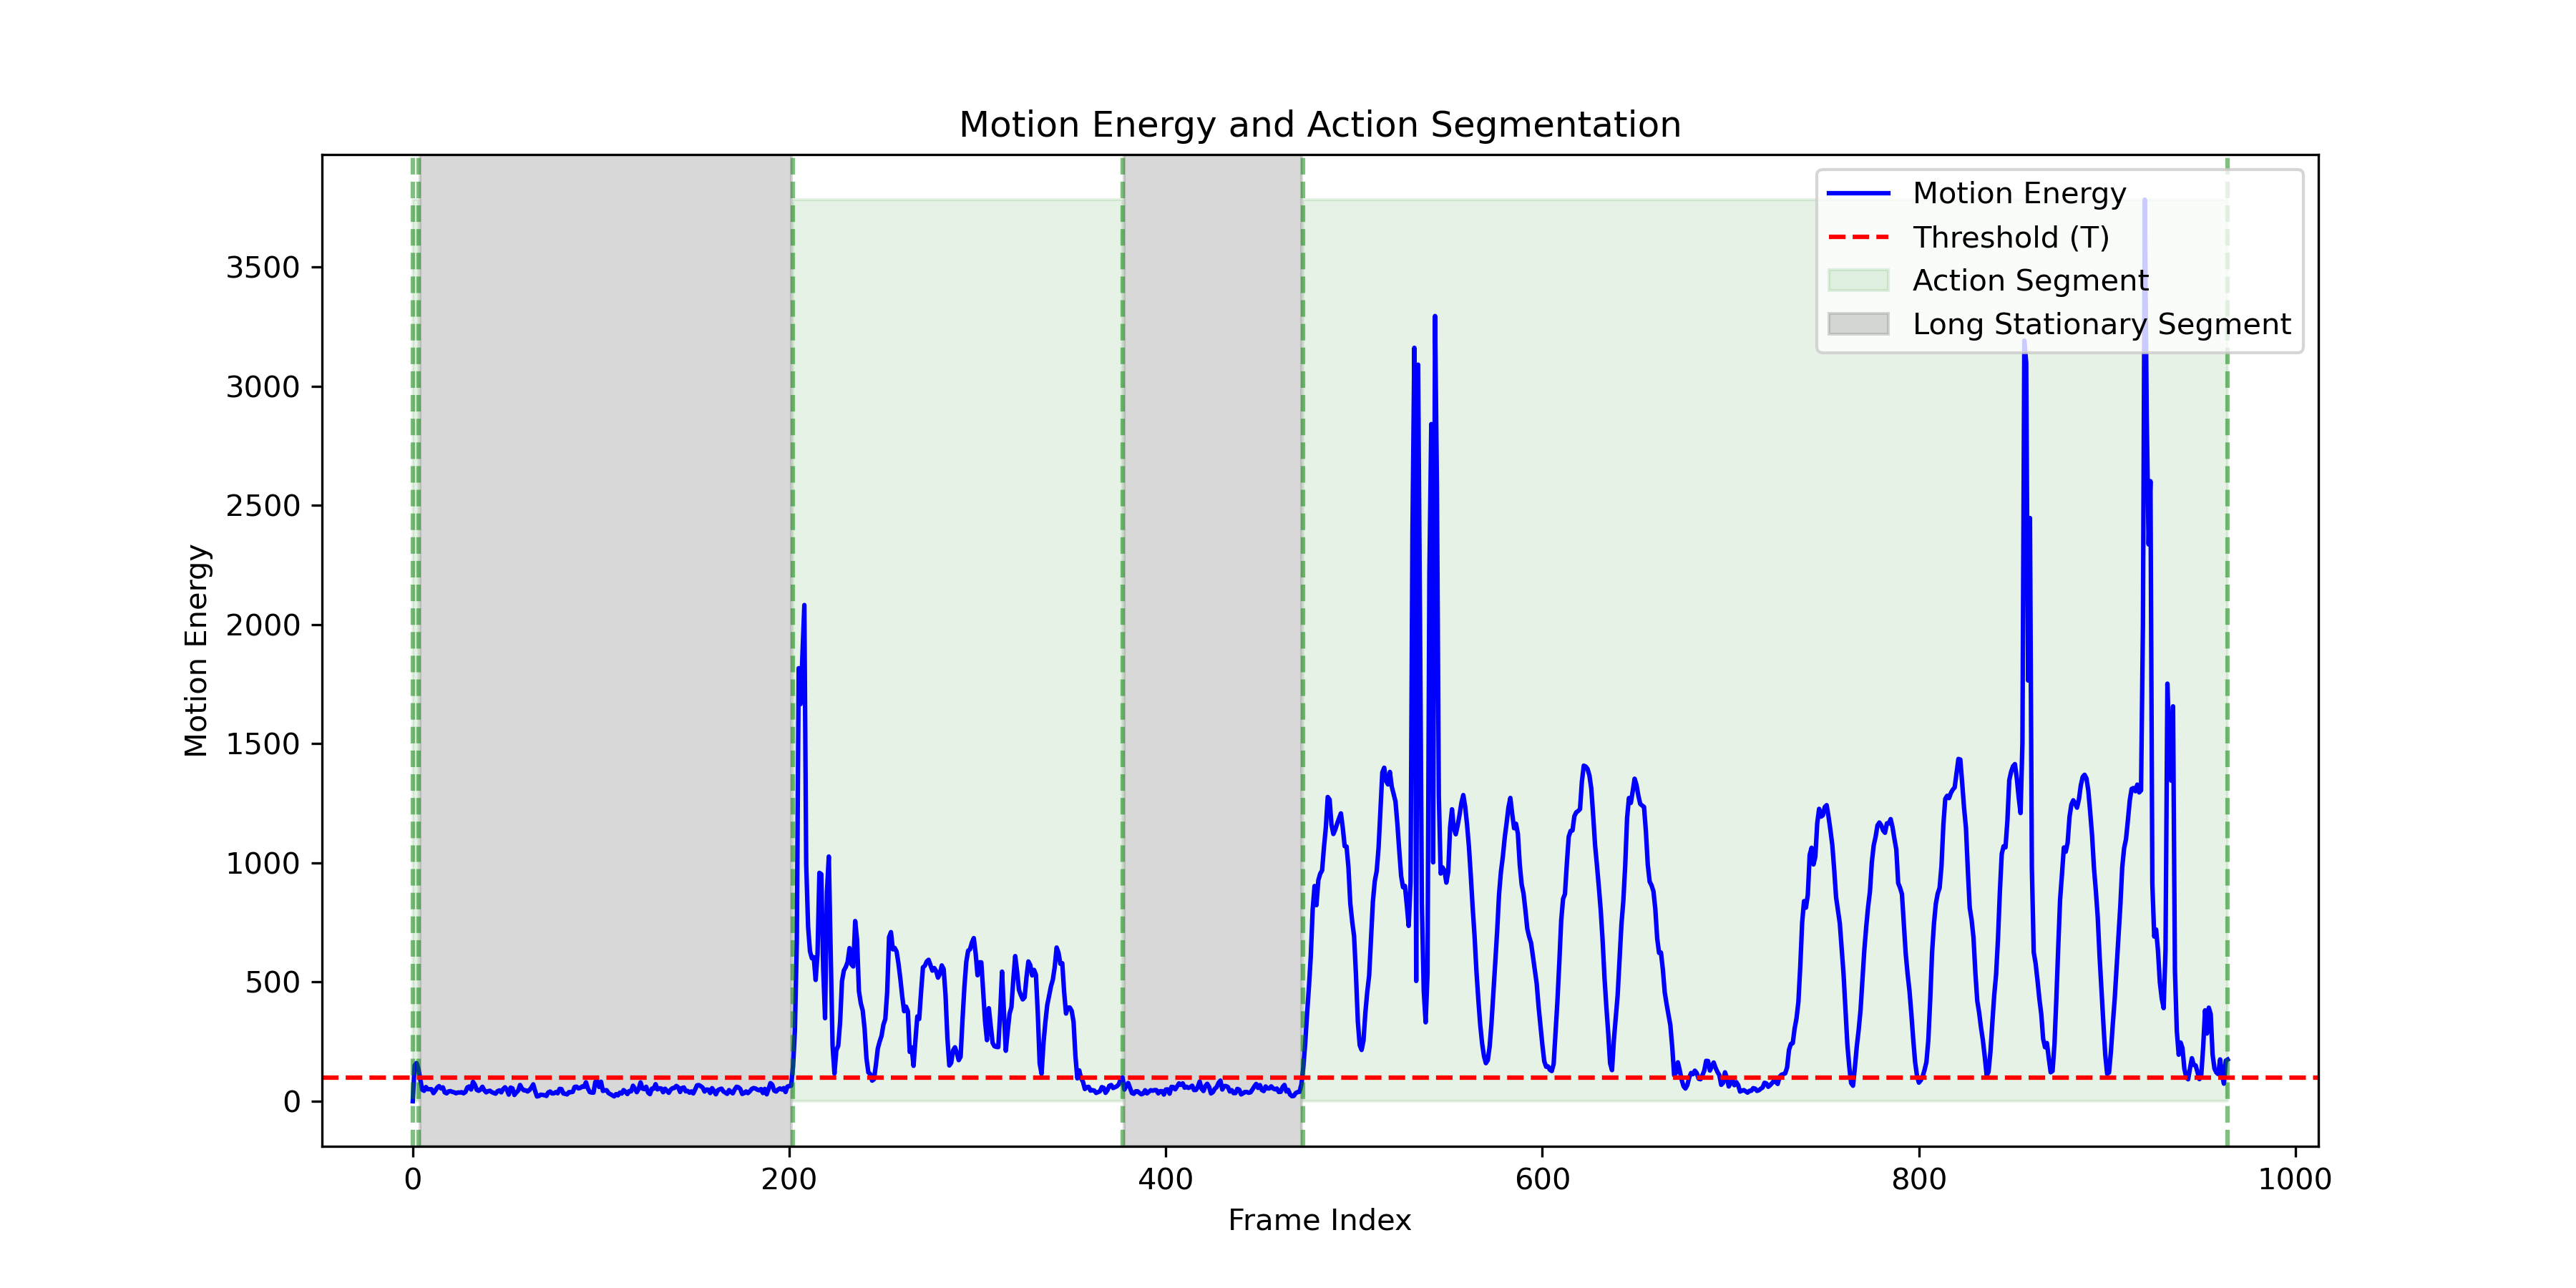 Motion Energy and Action Segmentation
Motion Energy
Threshold (T)
Action Segment
Long Stationary Segment
3500
3000
2500
2000
1500
1000
500
0
Motion Energy
0 200 400 600 800 1000
Frame Index